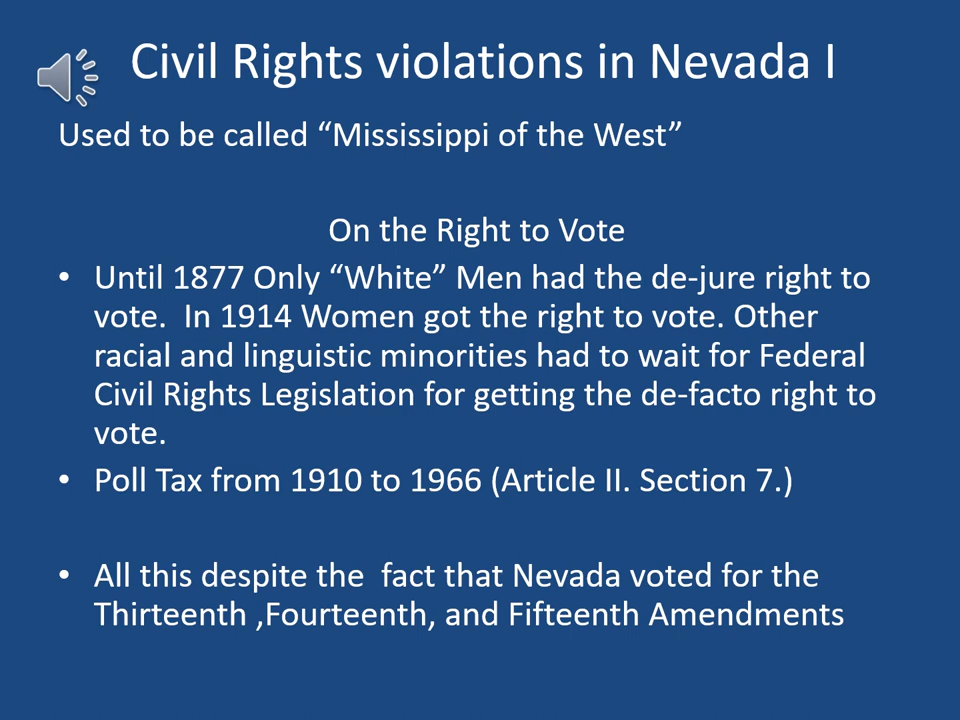 Civil Rights violations in Nevada I
Used to be called “Mississippi of the West”
On the Right to Vote
• Until 1877 Only “White” Men had the de-jure right to
vote.  In 1914 Women got the right to vote. Other
racial and linguistic minorities had to wait for Federal
Civil Rights Legislation for getting the de-facto right to
vote.
• Poll Tax from 1910 to 1966 (Article II. Section 7.)
• All this despite the  fact that Nevada voted for the
Thirteenth ,Fourteenth, and Fifteenth Amendments